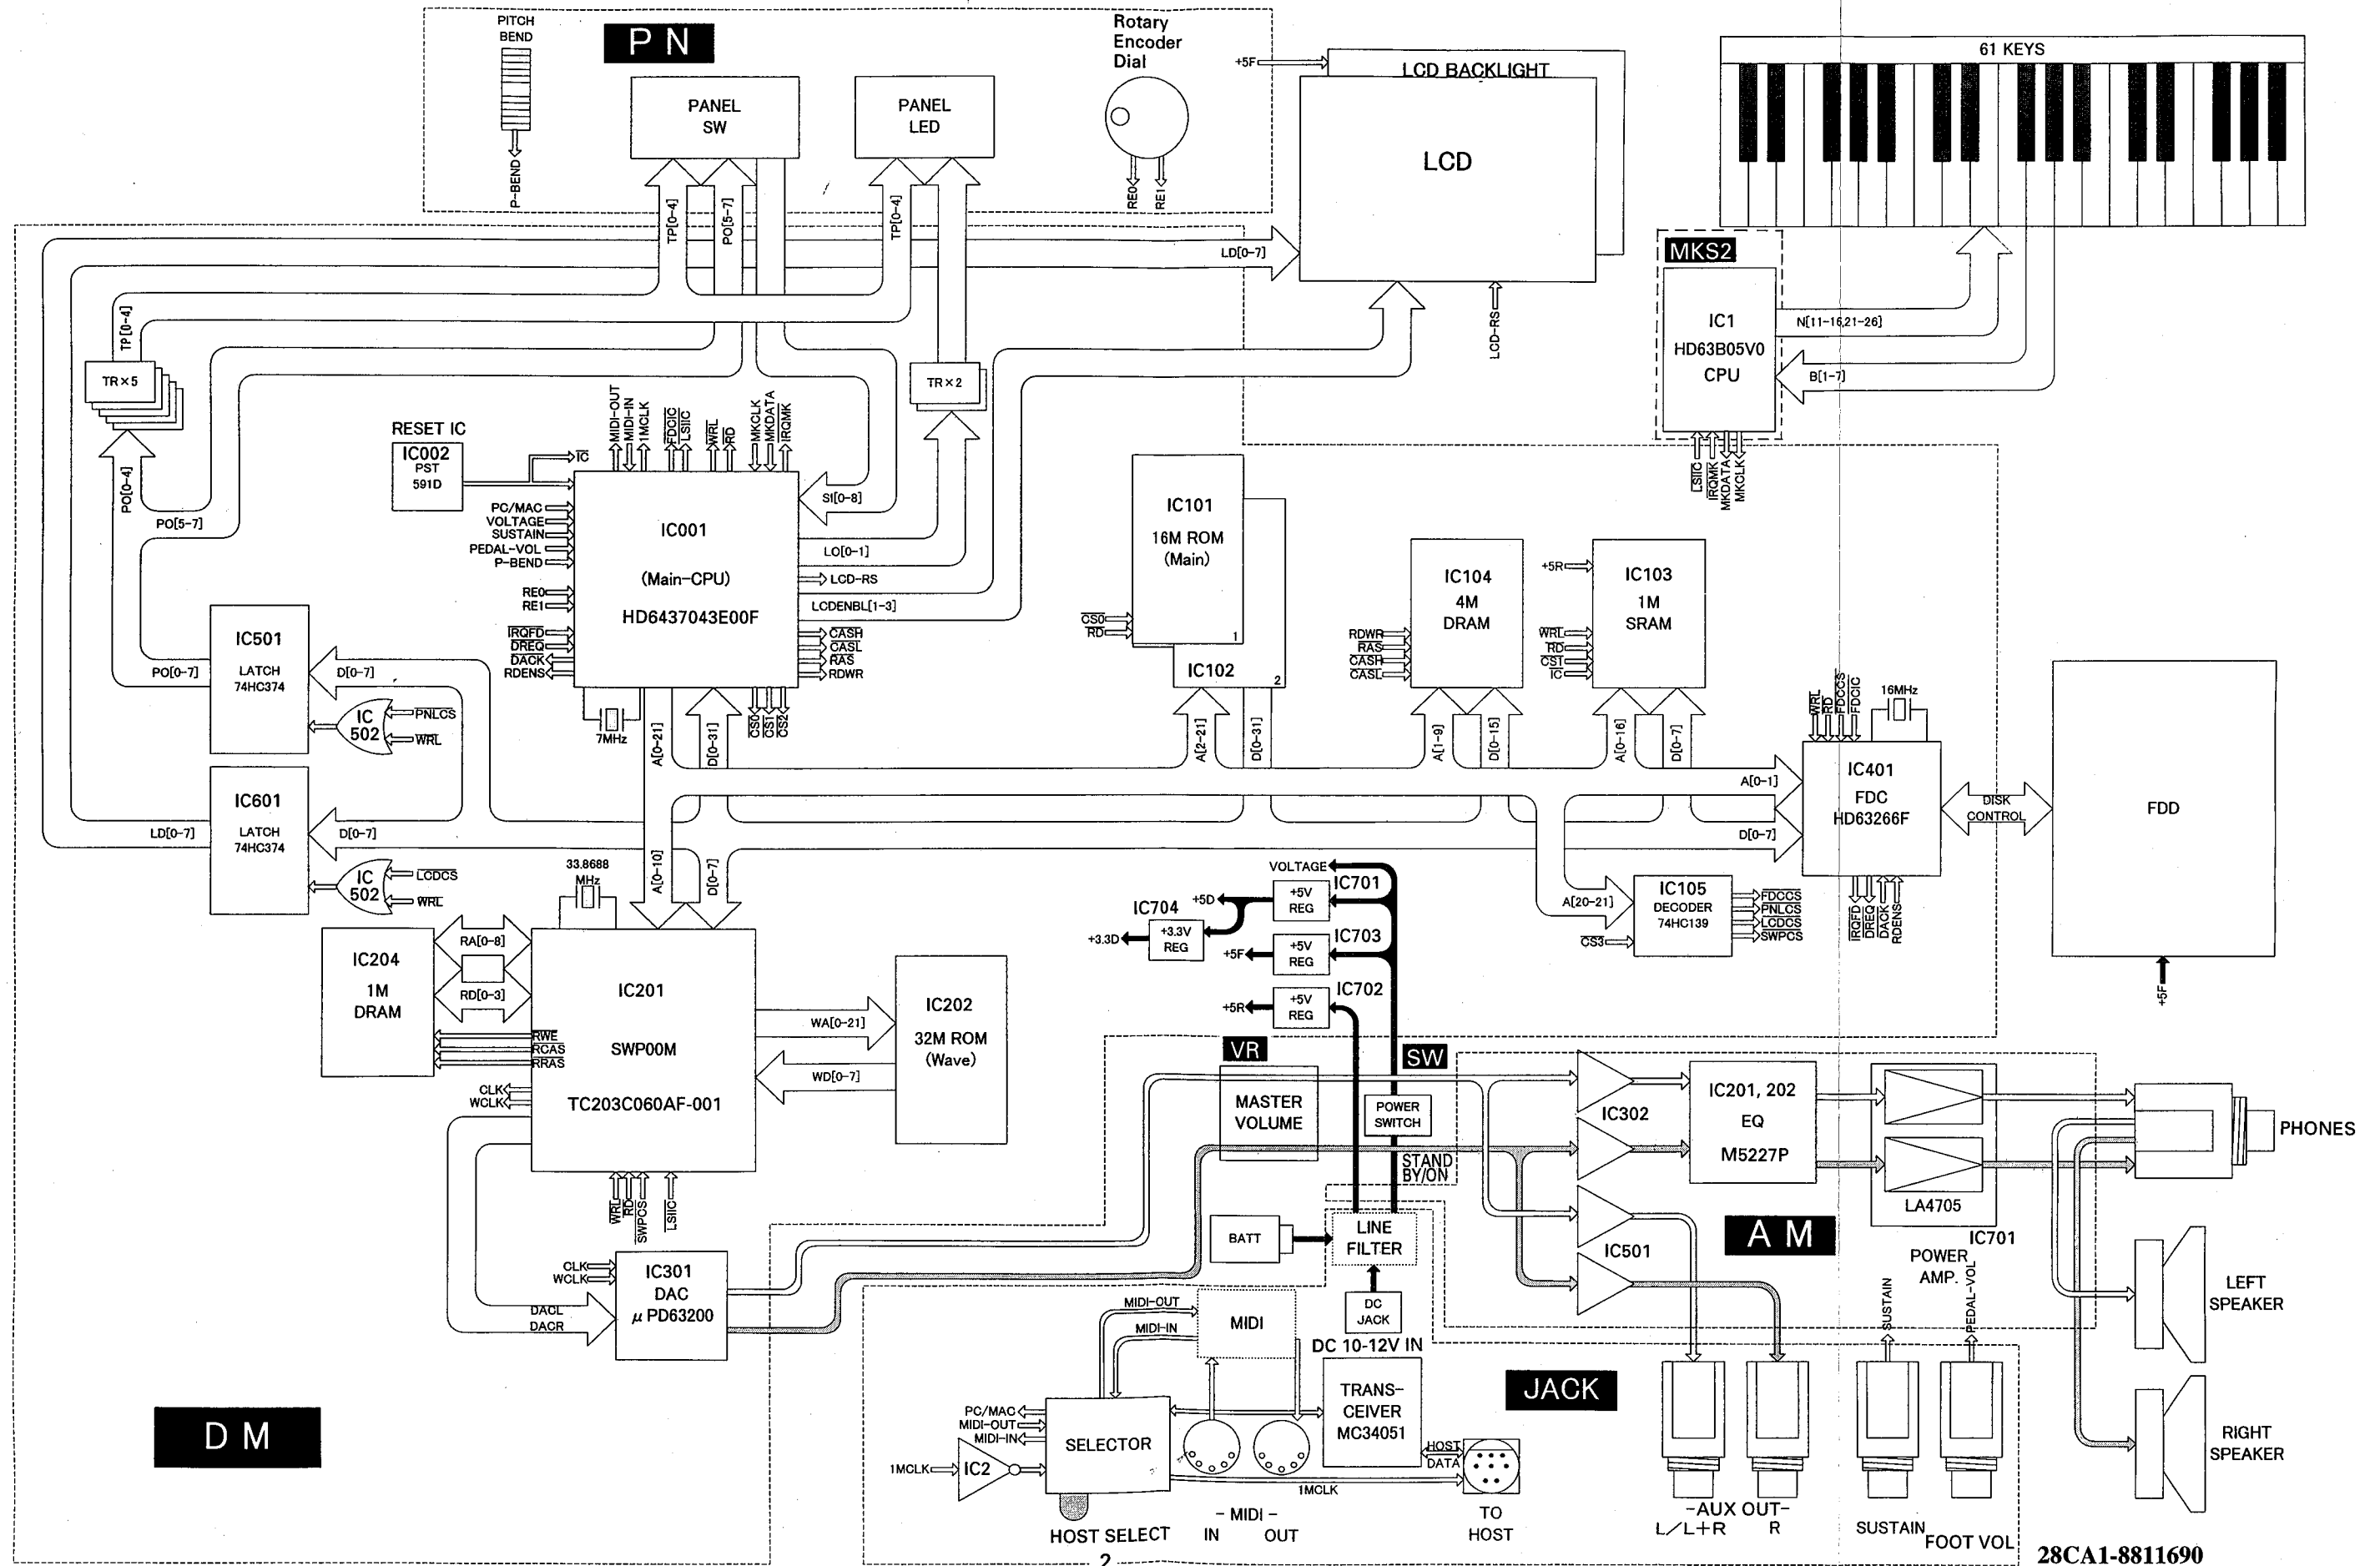 PITCH
BEND
P-BEND
PN
PANEL
SW
PANEL
LED
Rotary
Encoder
Dial
RE0
RE1
+5F
LCD BACKLIGHT
LCD
61 KEYS
TP[0-4]
PO[5-7]
TP[0-4]
LD[0-7]
LCD-RS
MKS2
IC1
HD63B05V0
CPU
N[11-16,21-26]
B[1-7]
LSIIC
IRQMK
MKDATA
MKCLK
TP[0-4]
TR×5
TR×2
PO[0-4]
PO[5-7]
RESET IC
IC002
PST
591D
IC
MIDI-OUT
MIDI-IN
1MCLK
FDCIC
LSIIC
WRL
RD
MKCLK
MKDATA
IRQMK
PC/MAC
VOLTAGE
SUSTAIN
PEDAL-VOL
P-BEND
RE0
RE1
IRQFD
DREQ
DACK
RDENS
IC001
(Main-CPU)
HD6437043E00F
SI[0-8]
LO[0-1]
LCD-RS
LCDENBL[1-3]
CASH
CASL
RAS
RDWR
7MHz
CS0
CS1
CS2
A[0-21]
D[0-31]
IC101
16M ROM
(Main)
1
CS0
RD
IC102
2
A[2-21]
D[0-31]
IC104
4M
DRAM
RDWR
RAS
CASH
CASL
A[1-9]
D[0-15]
+5R
IC103
1M
SRAM
WRL
RD
CS1
IC
A[0-16]
D[0-7]
WRL
RD
FDCCS
FDCIC
16MHz
IC401
FDC
HD63266F
A[0-1]
D[0-7]
DISK
CONTROL
FDD
+5F
IRQFD
DREQ
DACK
RDENS
IC501
LATCH
74HC374
PO[0-7]
D[0-7]
IC
502
PNLCS
WRL
IC601
LATCH
74HC374
LD[0-7]
D[0-7]
IC
502
LCDCS
WRL
A[20-21]
CS3
IC105
DECODER
74HC139
FDCCS
PNLCS
LCDCS
SWPCS
33.8688
MHz
A[0-10]
D[0-7]
IC204
1M
DRAM
RA[0-8]
RD[0-3]
RWE
RCAS
RRAS
CLK
WCLK
IC201
SWP00M
TC203C060AF-001
WA[0-21]
WD[0-7]
IC202
32M ROM
(Wave)
WRL
RD
SWPCS
LSIIC
VOLTAGE
+5D
+5V
REG
IC701
IC704
+3.3V
REG
+3.3D
+5F
+5V
REG
IC703
+5R
+5V
REG
IC702
VR
SW
MASTER
VOLUME
POWER
SWITCH
STAND
BY/ON
BATT
LINE
FILTER
DC
JACK
DC 10-12V IN
IC302
IC501
IC201, 202
EQ
M5227P
LA4705
IC701
POWER
AMP.
AM
PHONES
LEFT
SPEAKER
RIGHT
SPEAKER
CLK
WCLK
DACL
DACR
IC301
DAC
μPD63200
DM
MIDI-OUT
MIDI-IN
MIDI
PC/MAC
MIDI-OUT
MIDI-IN
1MCLK
IC2
SELECTOR
TRANS-
CEIVER
MC34051
HOST
DATA
1MCLK
HOST SELECT
- MIDI -
IN
OUT
TO
HOST
JACK
-AUX OUT-
L/L+R
R
SUSTAIN
PEDAL-VOL
SUSTAIN
FOOT VOL
2
28CA1-8811690